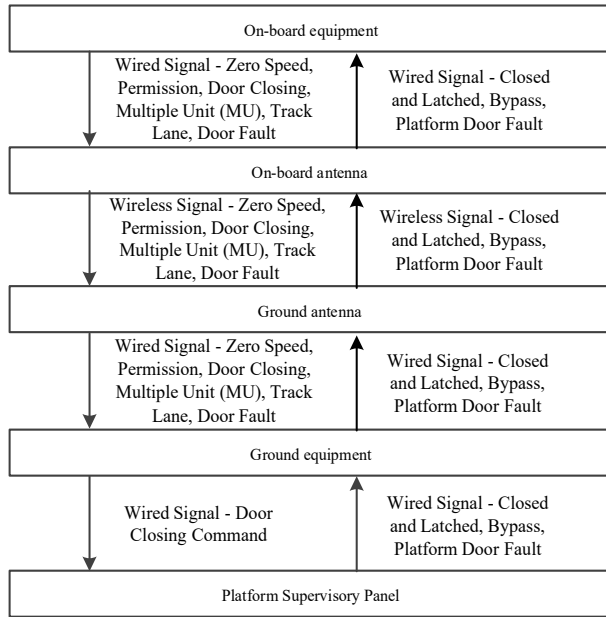 On-board equipment
Wired Signal - Zero Speed,
Permission, Door Closing,
Multiple Unit (MU), Track
Lane, Door Fault
Wired Signal - Closed
and Latched, Bypass,
Platform Door Fault
On-board antenna
Wireless Signal - Zero Speed,
Permission, Door Closing,
Multiple Unit (MU), Track
Lane, Door Fault
Wireless Signal - Closed
and Latched, Bypass,
Platform Door Fault
Ground antenna
Wired Signal - Zero Speed,
Permission, Door Closing,
Multiple Unit (MU), Track
Lane, Door Fault
Wired Signal - Closed
and Latched, Bypass,
Platform Door Fault
Ground equipment
Wired Signal - Door
Closing Command
Wired Signal - Closed
and Latched, Bypass,
Platform Door Fault
Platform Supervisory Panel